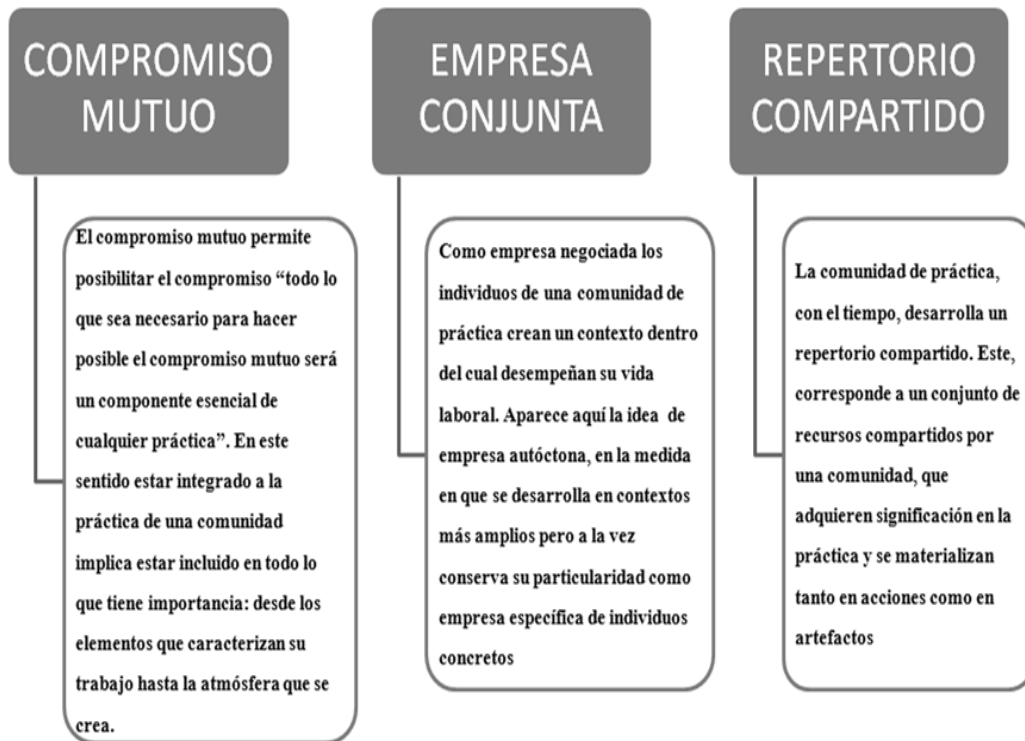 COMPROMISO
MUTUO
El compromiso mutuo permite
posibilitar el compromiso “todo lo
que sea necesario para hacer
posible el compromiso mutuo será
un componente esencial de
cualquier práctica”. En este
sentido estar integrado a la
práctica de una comunidad
implica estar incluido en todo lo
que tiene importancia: desde los
elementos que caracterizan su
trabajo hasta la atmósfera que se
crea.
EMPRESA
CONJUNTA
Como empresa negociada los
individuos de una comunidad de
práctica crean un contexto dentro
del cual desempeñan su vida
laboral. Aparece aquí la idea de
empresa autóctona, en la medida
en que se desarrolla en contextos
más amplios pero a la vez
conserva su particularidad como
empresa específica de individuos
concretos
REPERTORIO
COMPARTIDO
La comunidad de práctica,
con el tiempo, desarrolla un
repertorio compartido. Este,
corresponde a un conjunto de
recursos compartidos por
una comunidad, que
adquieren significación en la
práctica y se materializan
tanto en acciones como en
artefactos